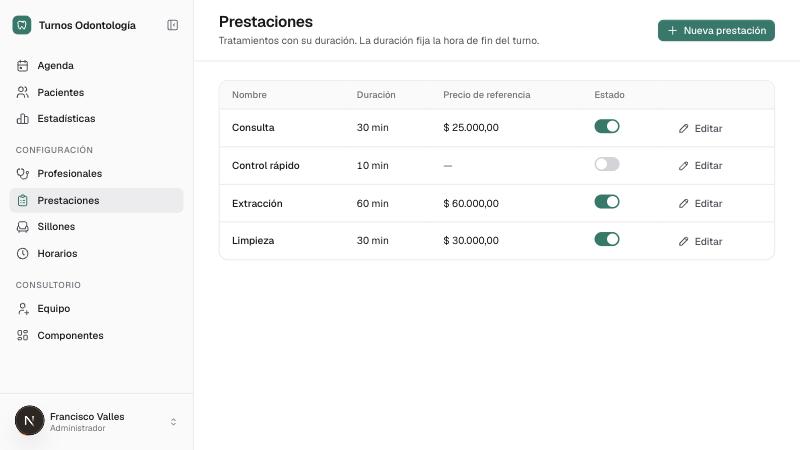 Turnos Odontología
Agenda
Pacientes
Estadísticas
CONFIGURACIÓN
Profesionales
Prestaciones
Sillones
Horarios
CONSULTORIO
Equipo
Componentes
N
Francisco Valles
Administrador
Prestaciones
Tratamientos con su duración. La duración fija la hora de fin del turno.
Nueva prestación
Nombre Duración Precio de referencia Estado
Consulta 30 min $ 25.000,00 Editar
Control rápido 10 min — Editar
Extracción 60 min $ 60.000,00 Editar
Limpieza 30 min $ 30.000,00 Editar